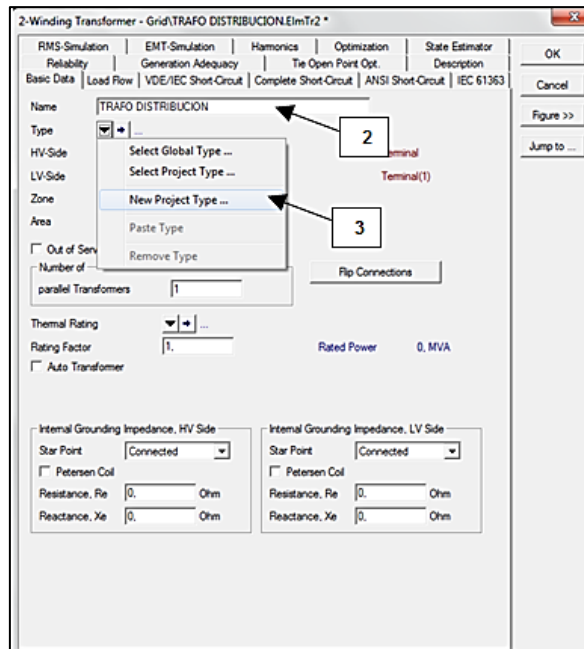 2-Winding Transformer - Grid\TRAFO DISTRIBUCION.ElmTr2 *
RMS-Simulation EMT-Simulation Harmonics Optimization State Estimator
Reliability Generation Adequacy Tie Open Point Opt. Description
Basic Data Load Flow VDE/IEC Short-Circuit Complete Short-Circuit ANSI Short-Circuit IEC 61363
OK
Cancel
Figure >>
Jump to ...
Name TRAFO DISTRIBUCION
2
Type ...
Select Global Type ...
Select Project Type ...
New Project Type ...
Paste Type
Remove Type
3
HV-Side
LV-Side Terminal(1)
Zone
Area
Out of
Number of
parallel Transformers 1
Flip Connections
Thermal Rating ...
Rating Factor 1. Rated Power 0, MVA
Auto Transformer
Internal Grounding Impedance, HV Side
Star Point Connected
Petersen Coil
Resistance, Re 0. Ohm
Reactance, Xe 0. Ohm
Internal Grounding Impedance, LV Side
Star Point Connected
Petersen Coil
Resistance, Re 0. Ohm
Reactance, Xe 0. Ohm